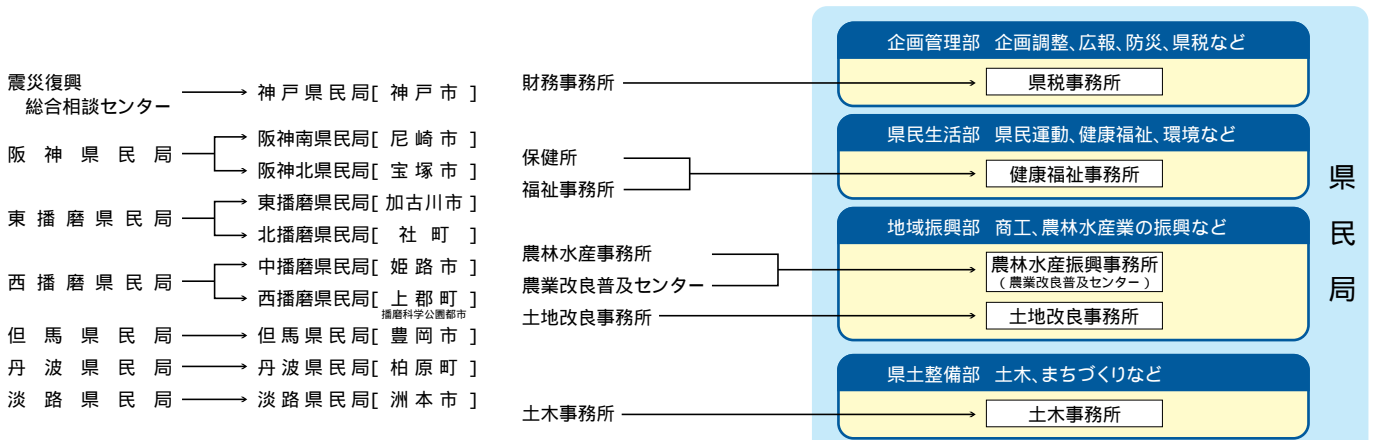 震災復興
総合相談センター
神戸県民局[ 神戸市 ]
阪神県民局
阪神南県民局[ 尼崎市 ]
阪神北県民局[ 宝塚市 ]
東播磨県民局
東播磨県民局[ 加古川市 ]
北播磨県民局[ 社町 ]
西播磨県民局
中播磨県民局[ 姫路市 ]
西播磨県民局[ 上郡町 ]
播磨科学公園都市
但馬県民局
但馬県民局[ 豊岡市 ]
丹波県民局
丹波県民局[ 柏原町 ]
淡路県民局
淡路県民局[ 洲本市 ]
財務事務所
保健所
福祉事務所
農林水産事務所
農業改良普及センター
土地改良事務所
土木事務所
企画管理部 企画調整、広報、防災、県税など
県税事務所
県民生活部 県民運動、健康福祉、環境など
健康福祉事務所
地域振興部 商工、農林水産業の振興など
農林水産振興事務所
(農業改良普及センター)
土地改良事務所
県土整備部 土木、まちづくりなど
土木事務所
県民局